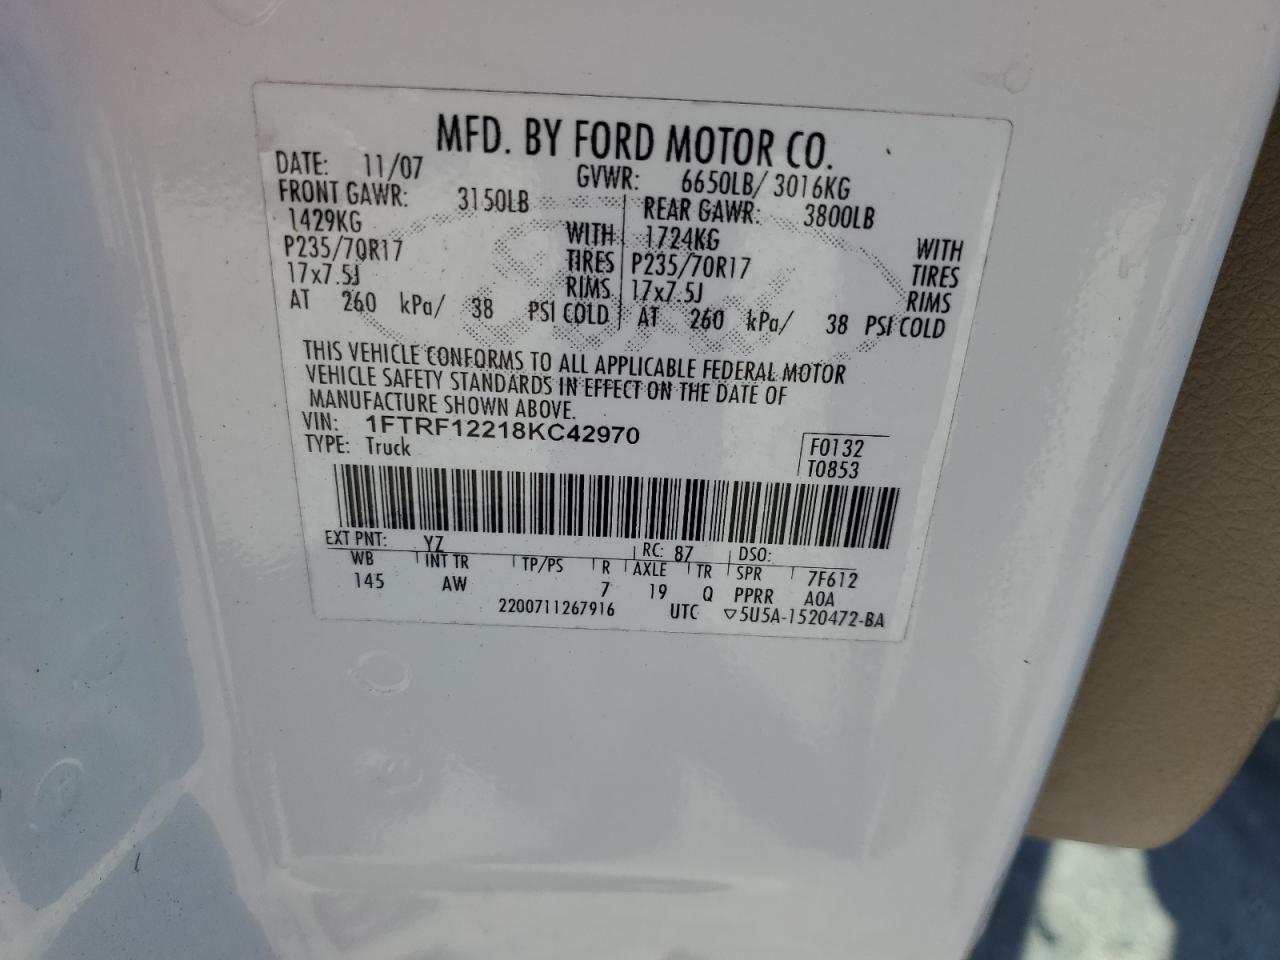 MFD. BY FORD MOTOR CO.
DATE: 11/07 GVWR: 6650LB/ 3016KG
FRONT GAWR: 3150LB REAR GAWR: 3800LB
1429KG WITH 1724KG WITH
P235/70R17 TIRES P235/70R17 TIRES
17x7.5J RIMS 17x7.5J RIMS
AT 260 kPa/ 38 PSI COLD AT 260 kPa/ 38 PSI COLD
THIS VEHICLE CONFORMS TO ALL APPLICABLE FEDERAL MOTOR
VEHICLE SAFETY STANDARDS IN EFFECT ON THE DATE OF
MANUFACTURE SHOWN ABOVE.
VIN: 1FTRF12218KC42970
TYPE: Truck
F0132
T0853
EXT PNT: YZ RC: 87 DSO:
WB INT TR TP/PS R AXLE TR SPR 7F612
145 AW 7 19 Q PPRR AOA
2200711267916 UTC ▽5U5A-1520472-BA